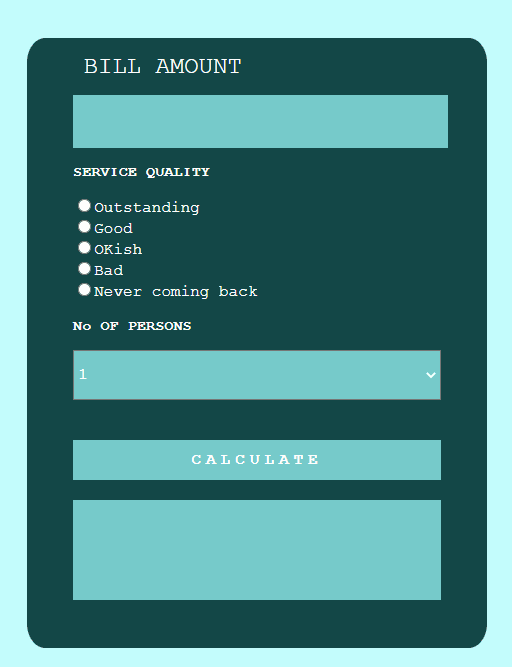 BILL AMOUNT
SERVICE QUALITY
Outstanding
Good
OKish
Bad
Never coming back
No OF PERSONS
1
CALCULATE